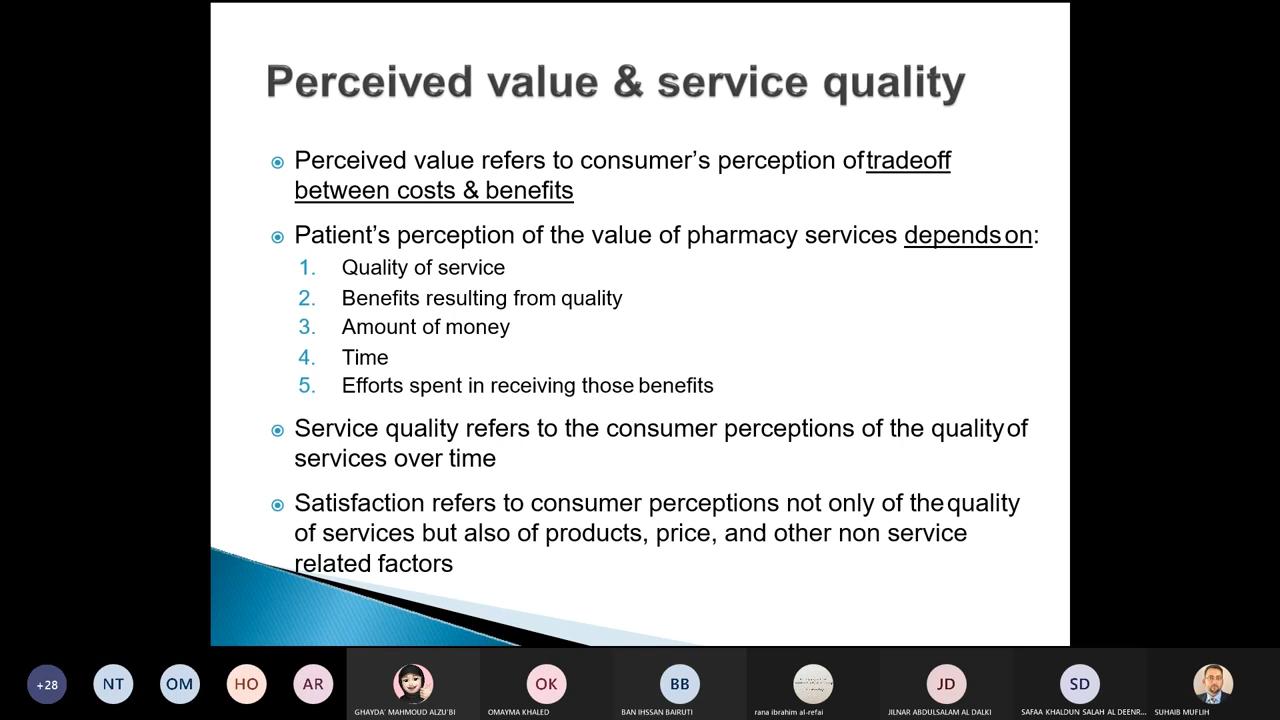 Perceived value & service quality
Perceived value refers to consumer’s perception of tradeoff
between costs & benefits
Patient’s perception of the value of pharmacy services depends on:
1. Quality of service
2. Benefits resulting from quality
3. Amount of money
4. Time
5. Efforts spent in receiving those benefits
Service quality refers to the consumer perceptions of the quality of
services over time
Satisfaction refers to consumer perceptions not only of the quality
of services but also of products, price, and other non service
related factors
+28 NT OM HO AR OK BB JD SD
GHAYDA' MAHMOUD ALZU'BI OMAYMA KHALED BAN IHSSAN BAIRUTI rana ibrahim al-refai JILNAR ABDULSALAM AL DALKI SAFAA KHALDUN SALAH AL DEENR... SUHAIB MUFLIH